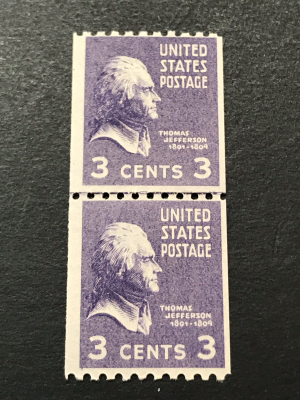 UNITED
STATES
POSTAGE
THOMAS
JEFFERSON
1801-1809
3 CENTS 3
UNITED
STATES
POSTAGE
THOMAS
JEFFERSON
1801-1809
3 CENTS 3